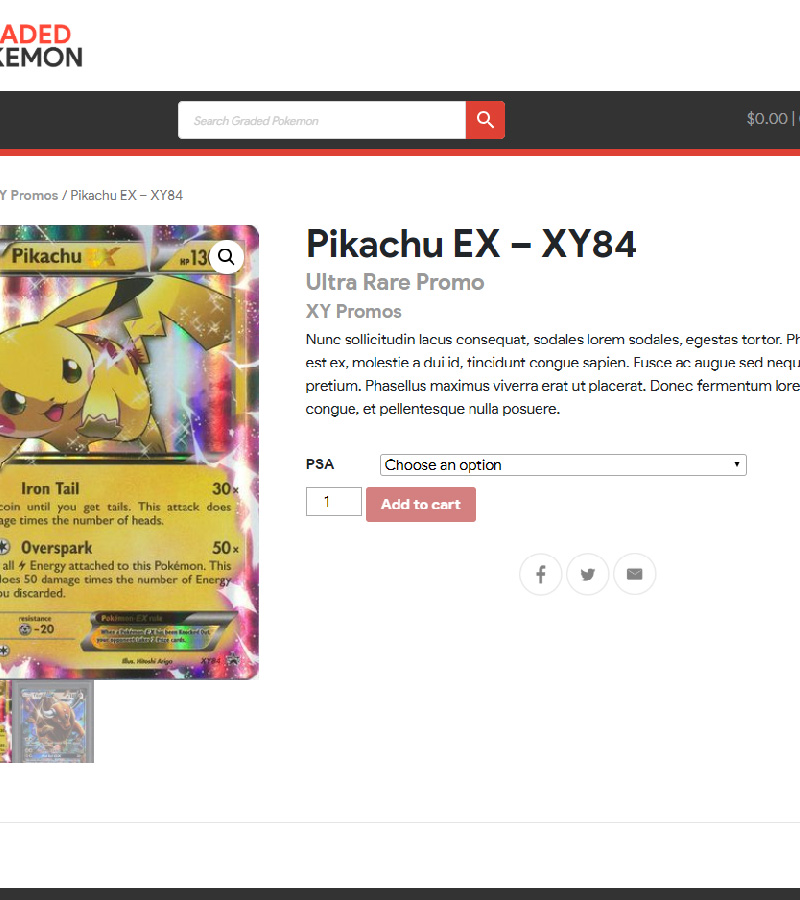 ADED
KEMON
Search Graded Pokemon
$0.00 |
Y Promos / Pikachu EX – XY84
Pikachu EX
HP 13
Pikachu EX – XY84
Ultra Rare Promo
XY Promos
Nunc sollicitudin lacus consequat, sodales lorem sodales, egestas tortor. Ph
est ex, molestie a dui id, tincidunt congue sapien. Fusce ac augue sed nequ
pretium. Phasellus maximus viverra erat ut placerat. Donec fermentum lore
congue, et pellentesque nulla posuere.
PSA
Choose an option
1
Add to cart
Iron Tail 30x
coin until you get tails. This attack does
age times the number of heads.
Overspark 50x
all Energy attached to this Pokémon. This
does 50 damage times the number of Energy
ou discarded.
resistance
-20
Pokémon-EX rule
When a Pokémon-EX has been Knocked Out,
your opponent takes 2 Prize cards.
Illus. Hitoshi Ariga
XY84